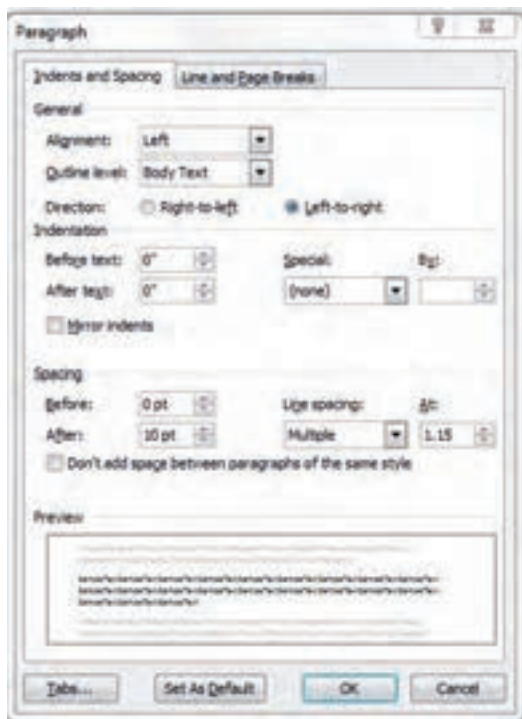 Paragraph
Indents and Spacing Line and Page Breaks
General
Alignment: Left
Outline level: Body Text
Direction: Right-to-left Left-to-right
Indentation
Before text: 0" Special: By:
After text: 0" (none)
Mirror indents
Spacing
Before: 0 pt Line spacing: At:
After: 10 pt Multiple 1.15
Don't add space between paragraphs of the same style
Preview
Tabs... Set As Default OK Cancel